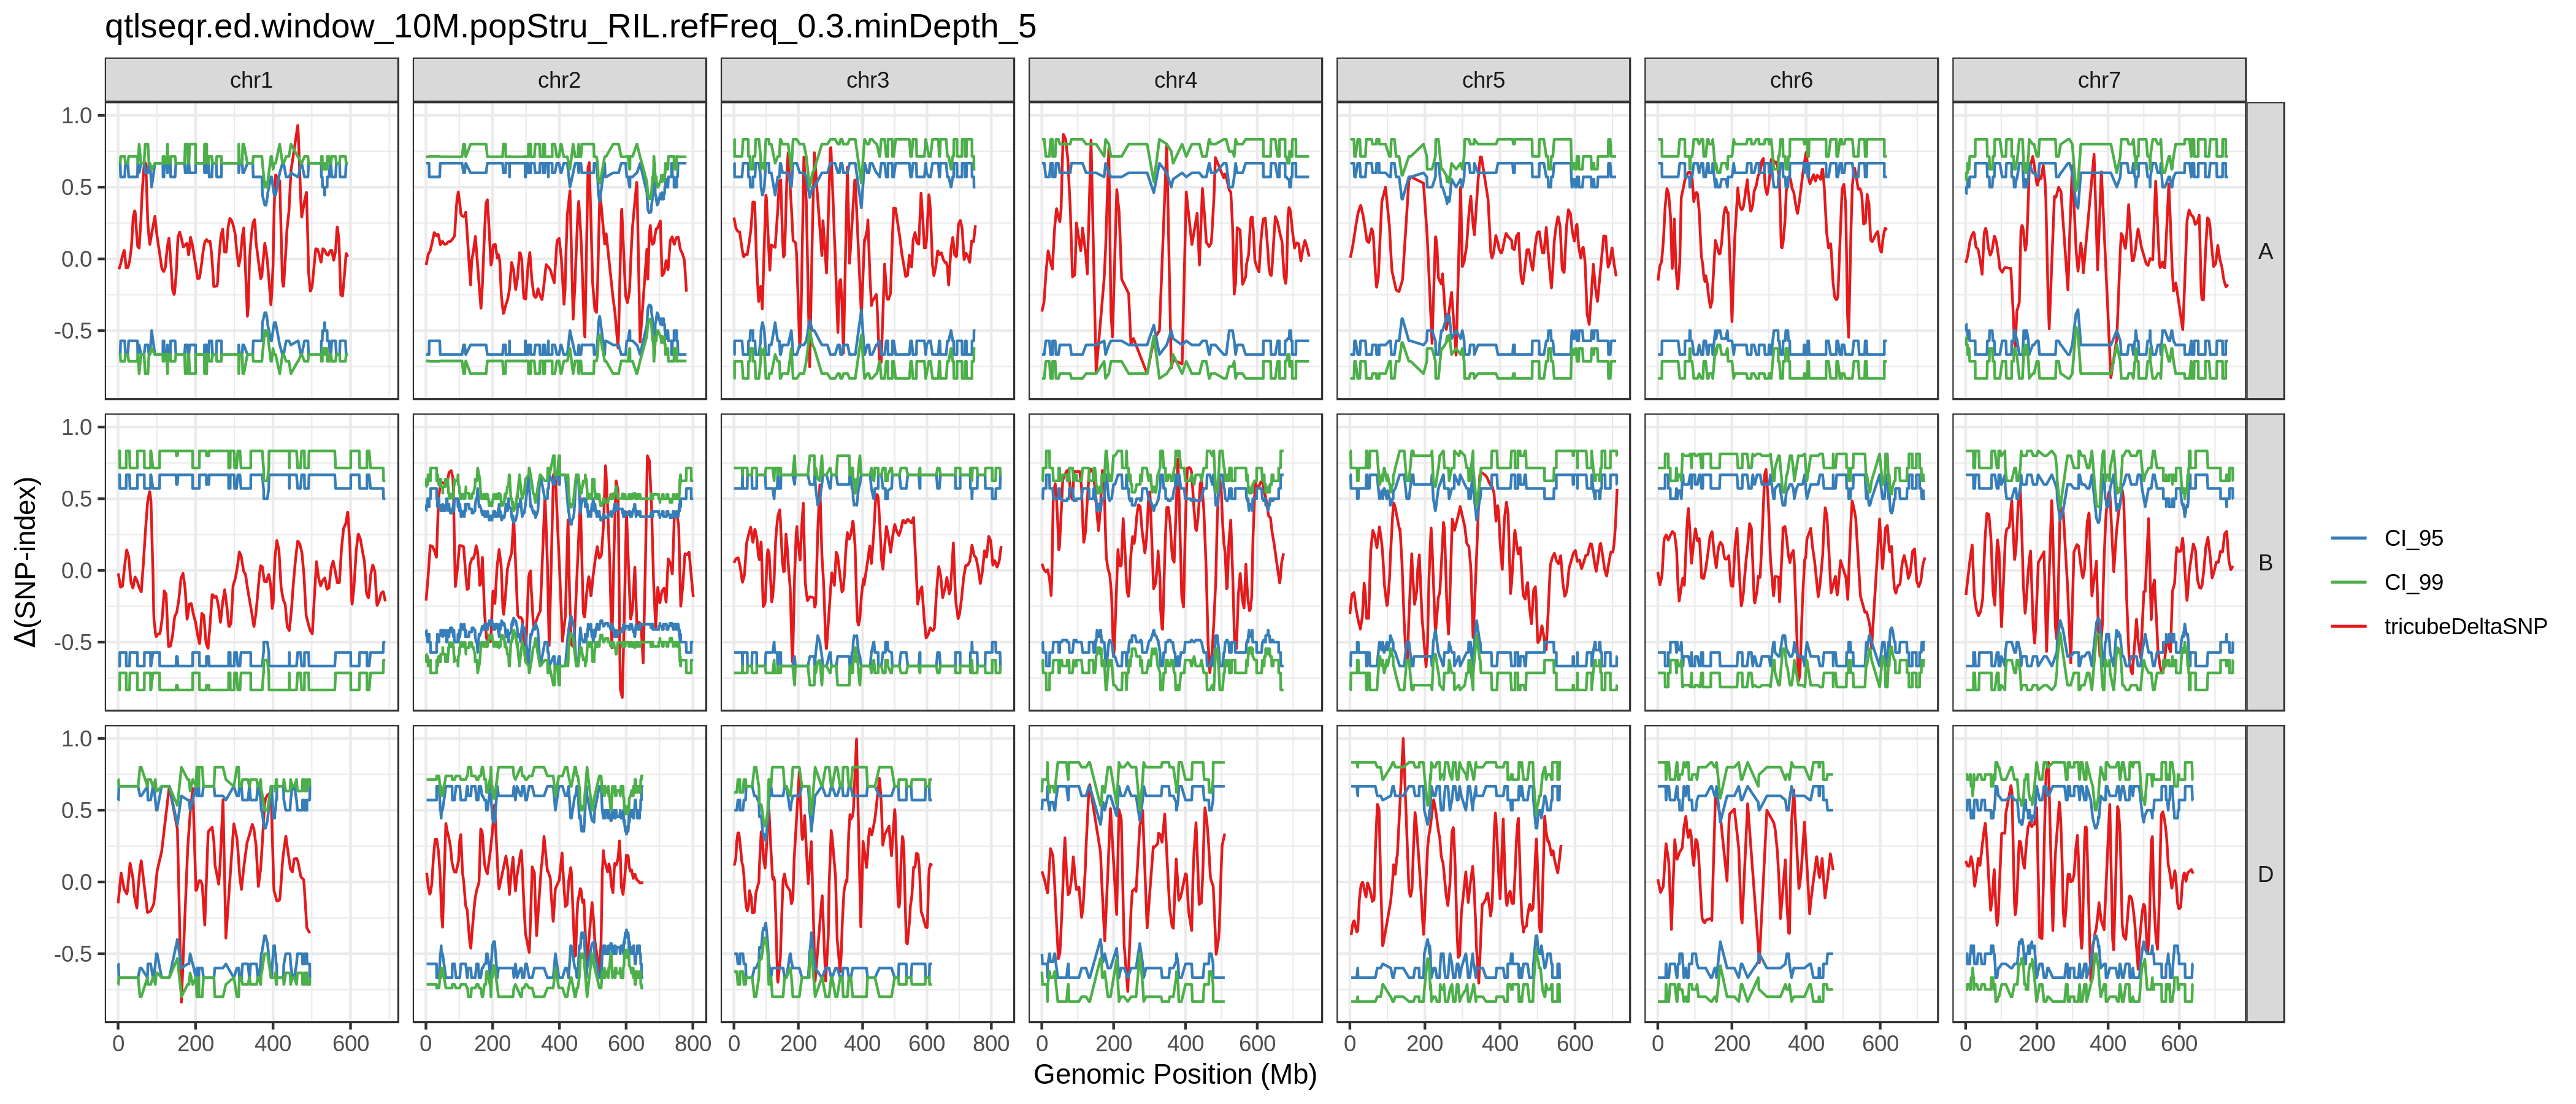 qtlseqr.ed.window_10M.popStru_RIL.refFreq_0.3.minDepth_5
chr1 chr2 chr3 chr4 chr5 chr6 chr7
1.0
0.5
0.0
-0.5
A
1.0
0.5
0.0
-0.5
B
1.0
0.5
0.0
-0.5
D
Δ(SNP-index)
0 200 400 600 0 200 400 600 800 0 200 400 600 800 0 200 400 600 0 200 400 600 0 200 400 600 0 200 400 600
Genomic Position (Mb)
CI_95
CI_99
tricubeDeltaSNP